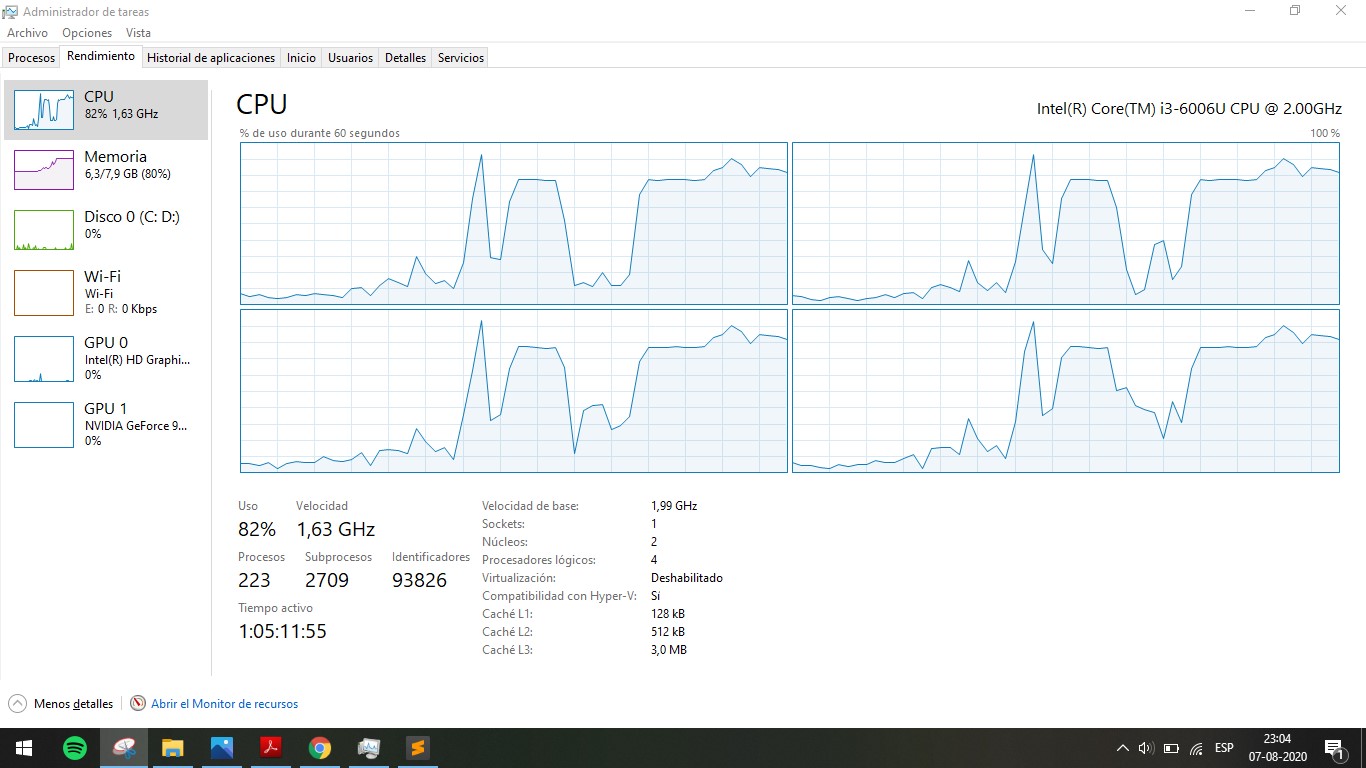 Administrador de tareas
Archivo Opciones Vista
Procesos Rendimiento Historial de aplicaciones Inicio Usuarios Detalles Servicios
CPU
82% 1,63 GHz
Memoria
6,3/7,9 GB (80%)
Disco 0 (C: D:)
0%
Wi-Fi
Wi-Fi
E: 0 R: 0 Kbps
GPU 0
Intel(R) HD Graphi...
0%
GPU 1
NVIDIA GeForce 9...
0%
CPU
Intel(R) Core(TM) i3-6006U CPU @ 2.00GHz
% de uso durante 60 segundos
100 %
Uso Velocidad
82% 1,63 GHz
Procesos Subprocesos Identificadores
223 2709 93826
Tiempo activo
1:05:11:55
Velocidad de base: 1,99 GHz
Sockets: 1
Núcleos: 2
Procesadores lógicos: 4
Virtualización: Deshabilitado
Compatibilidad con Hyper-V: Sí
Caché L1: 128 kB
Caché L2: 512 kB
Caché L3: 3,0 MB
Menos detalles
Abrir el Monitor de recursos
ESP
23:04
07-08-2020
1